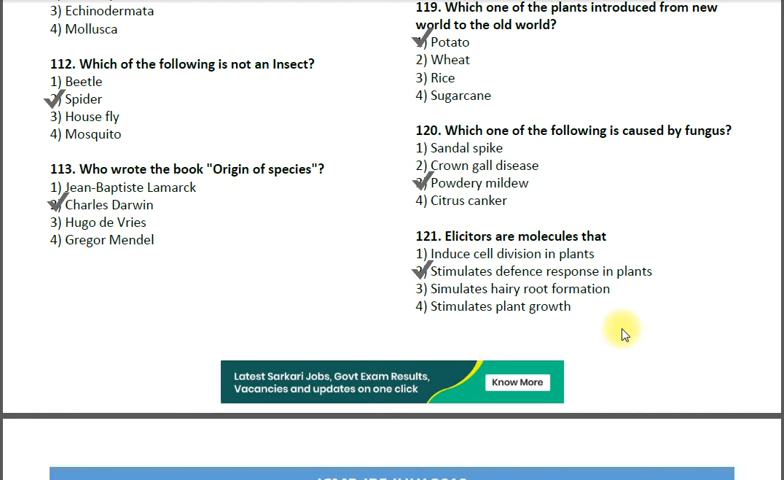 3) Echinodermata
4) Mollusca
112. Which of the following is not an Insect?
1) Beetle
2) Spider
3) House fly
4) Mosquito
113. Who wrote the book "Origin of species"?
1) Jean-Baptiste Lamarck
2) Charles Darwin
3) Hugo de Vries
4) Gregor Mendel
119. Which one of the plants introduced from new
world to the old world?
1) Potato
2) Wheat
3) Rice
4) Sugarcane
120. Which one of the following is caused by fungus?
1) Sandal spike
2) Crown gall disease
3) Powdery mildew
4) Citrus canker
121. Elicitors are molecules that
1) Induce cell division in plants
2) Stimulates defence response in plants
3) Simulates hairy root formation
4) Stimulates plant growth
Latest Sarkari Jobs, Govt Exam Results,
Vacancies and updates on one click
Know More